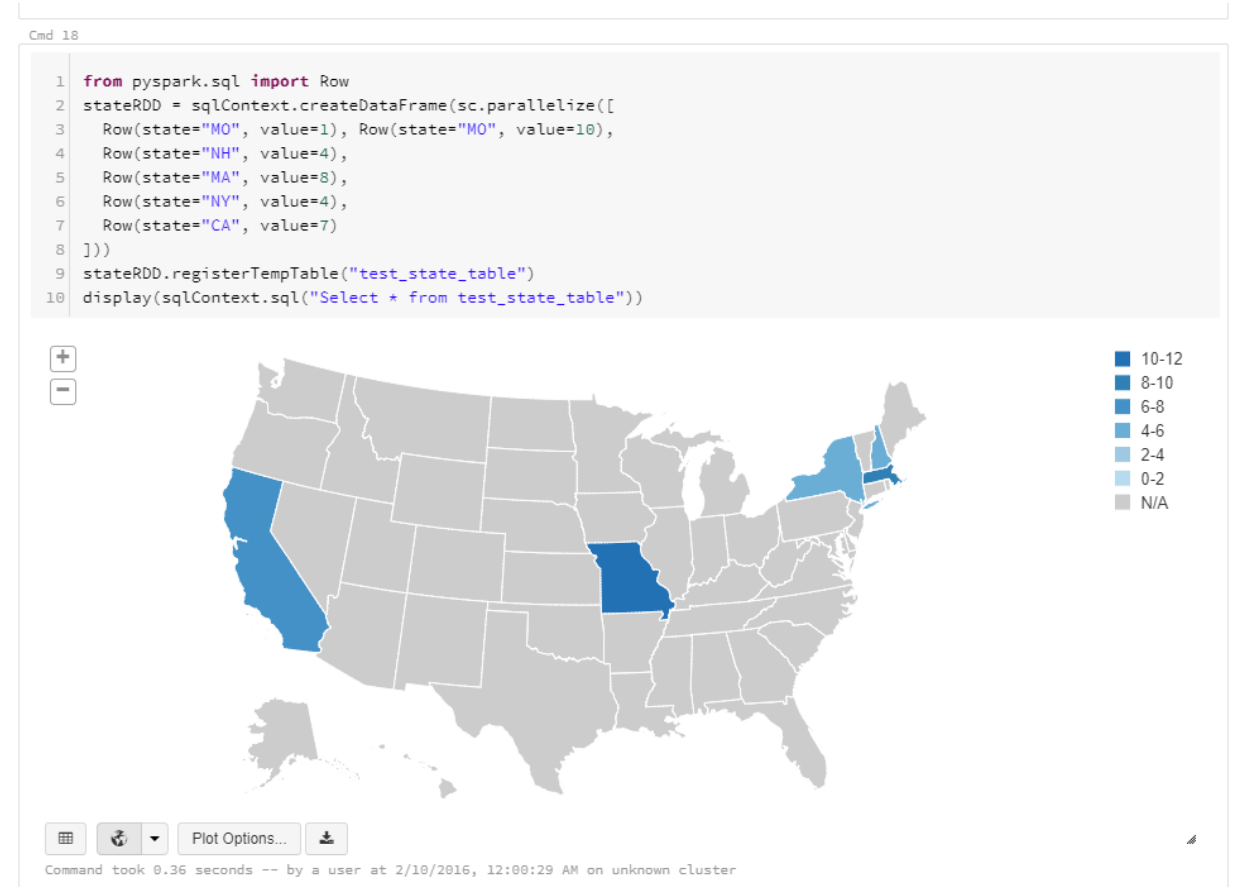 Cmd 18
1 from pyspark.sql import Row
2 stateRDD = sqlContext.createDataFrame(sc.parallelize([
3   Row(state="MO", value=1), Row(state="MO", value=10),
4   Row(state="NH", value=4),
5   Row(state="MA", value=8),
6   Row(state="NY", value=4),
7   Row(state="CA", value=7)
8 ]))
9 stateRDD.registerTempTable("test_state_table")
10 display(sqlContext.sql("Select * from test_state_table"))
+
−
10-12
8-10
6-8
4-6
2-4
0-2
N/A
Plot Options...
Command took 0.36 seconds -- by a user at 2/10/2016, 12:00:29 AM on unknown cluster